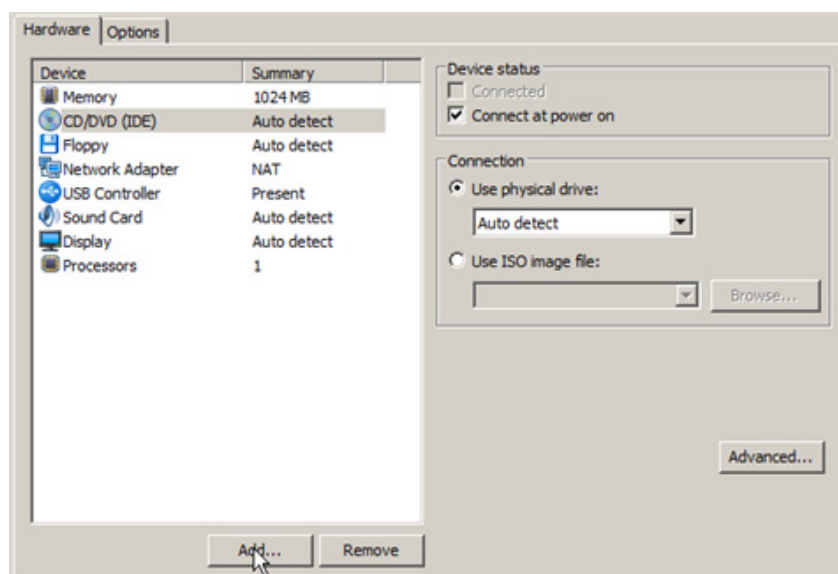 Hardware Options
Device Summary
Memory 1024 MB
CD/DVD (IDE) Auto detect
Floppy Auto detect
Network Adapter NAT
USB Controller Present
Sound Card Auto detect
Display Auto detect
Processors 1
Add... Remove
Device status
Connected
Connect at power on
Connection
Use physical drive:
Auto detect
Use ISO image file:
Browse...
Advanced...